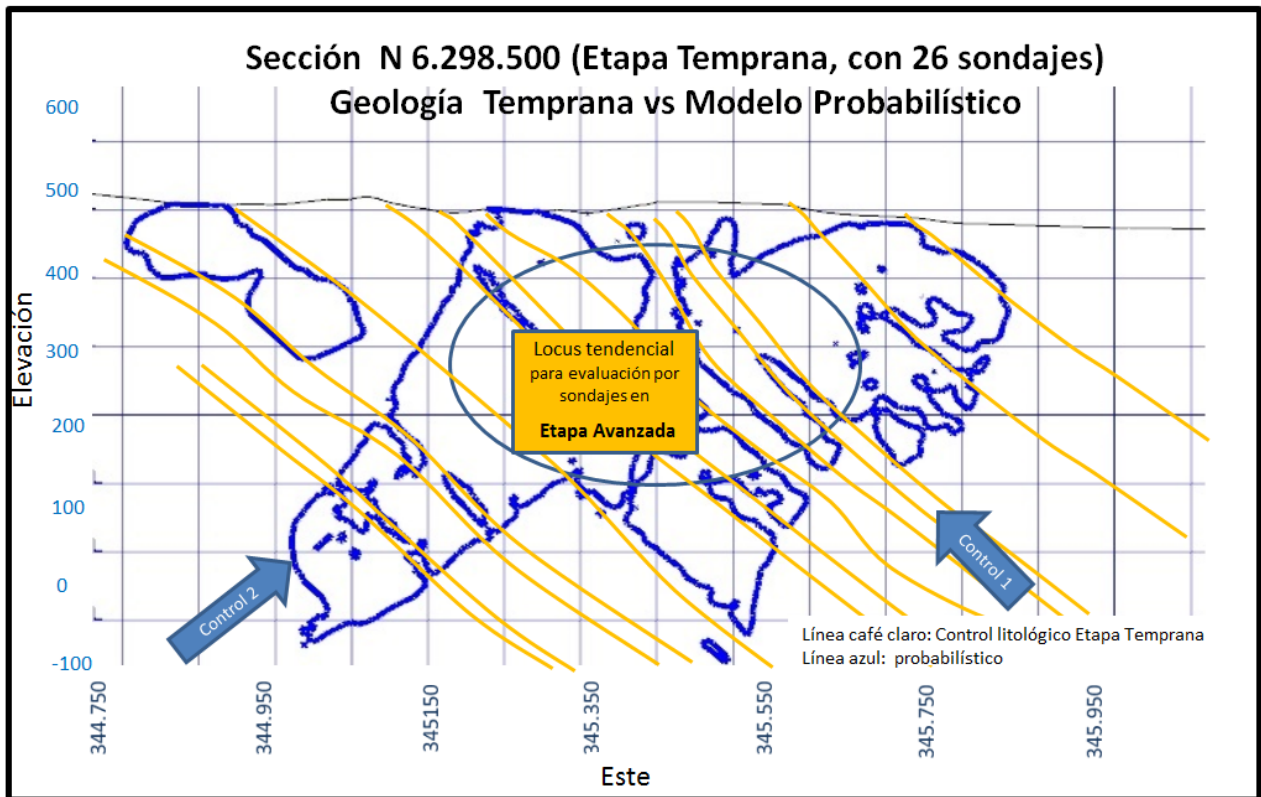 Sección N 6.298.500 (Etapa Temprana, con 26 sondajes)
Geología Temprana vs Modelo Probabilístico
600
500
400
300
200
100
0
-100
Elevación
Locus tendencial
para evaluación por
sondajes en
Etapa Avanzada
Control 2
Control 1
Línea café claro: Control litológico Etapa Temprana
Línea azul: probabilístico
344.750
344.950
345150
345.350
345.550
345.750
345.950
Este